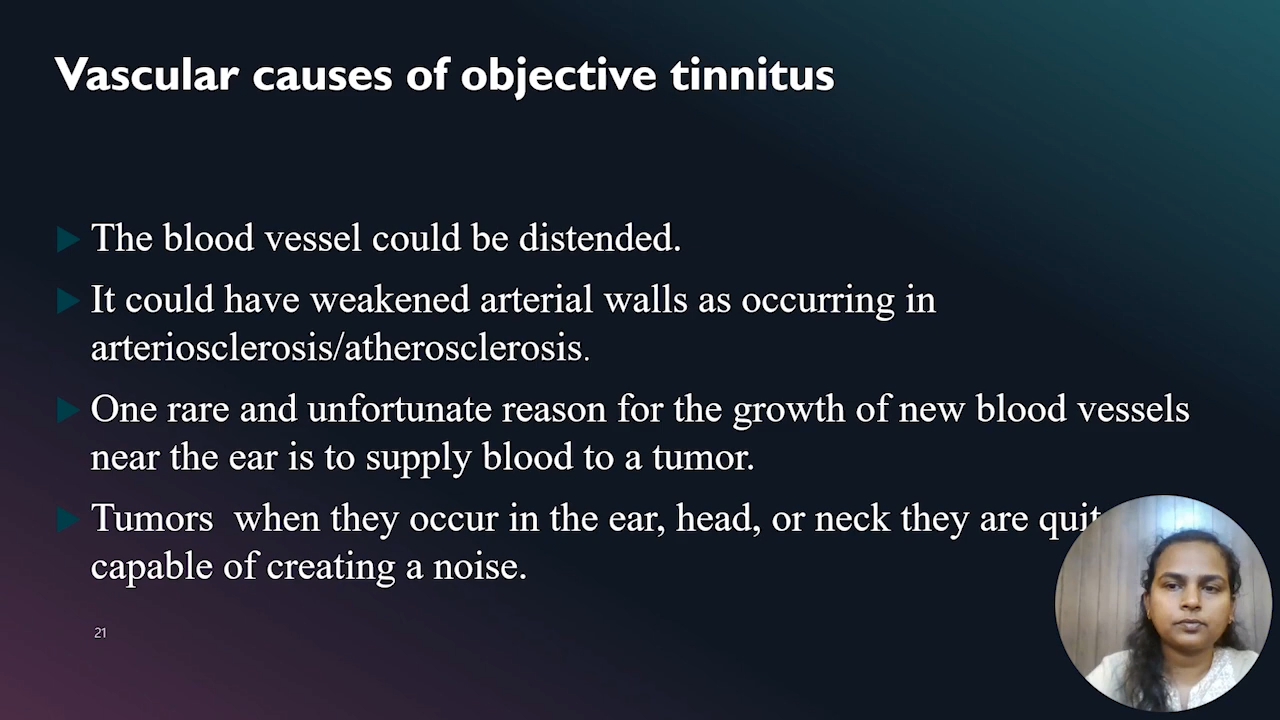 Vascular causes of objective tinnitus
The blood vessel could be distended.
It could have weakened arterial walls as occurring in
arteriosclerosis/atherosclerosis.
One rare and unfortunate reason for the growth of new blood vessels
near the ear is to supply blood to a tumor.
Tumors when they occur in the ear, head, or neck they are quit
capable of creating a noise.
21